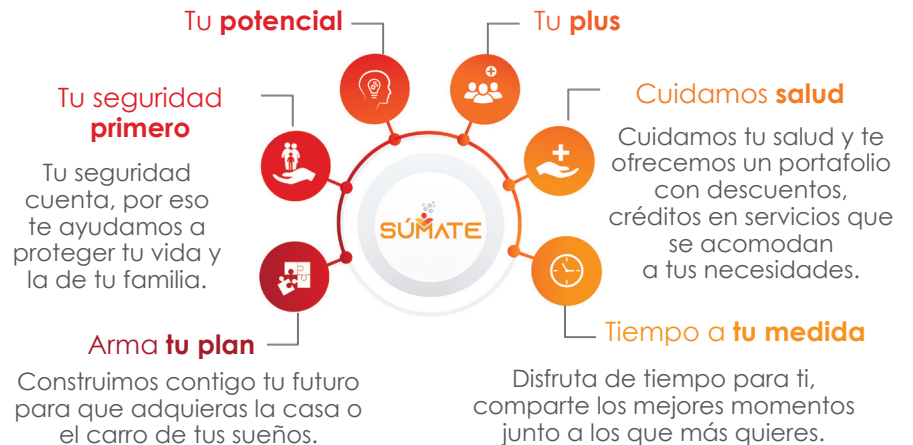 Tu potencial
Tu plus
Tu seguridad
primero
Tu seguridad
cuenta, por eso
te ayudamos a
proteger tu vida y
la de tu familia.
Arma tu plan
Construimos contigo tu futuro
para que adquieras la casa o
el carro de tus sueños.
SÚMATE
Cuidamos salud
Cuidamos tu salud y te
ofrecemos un portafolio
con descuentos,
créditos en servicios que
se acomodan
a tus necesidades.
Tiempo a tu medida
Disfruta de tiempo para ti,
comparte los mejores momentos
junto a los que más quieres.